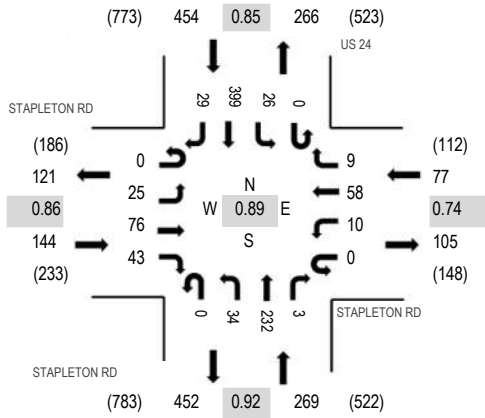 (773) 454 0.85 266 (523)
US 24
29 399 26 0
STAPLETON RD
(186) 0 9 (112)
121 77
25 58
N
0.86 W 0.89 E 0.74
76 10
S
144 105
43 0
(233) (148)
0 34 232 3
STAPLETON RD
STAPLETON RD
(783) 452 0.92 269 (522)